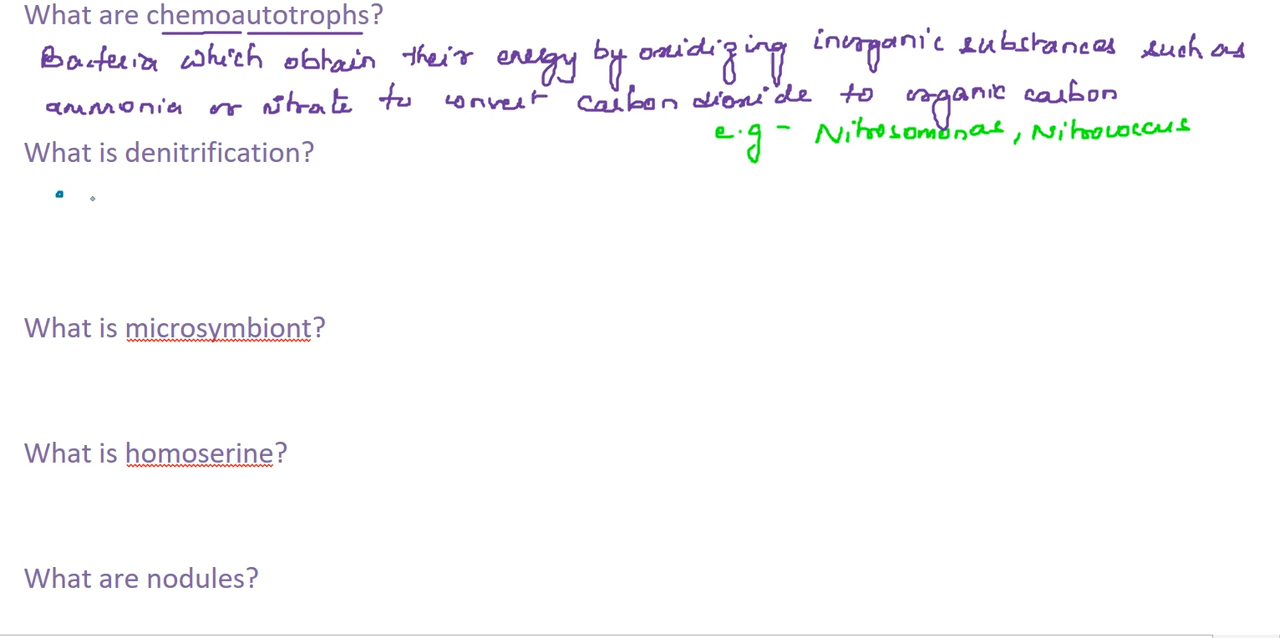 What are chemoautotrophs?
Bacteria which obtain their energy by oxidizing inorganic substances such as
ammonia or nitrate to convert carbon dioxide to organic carbon
e.g - Nitrosomonas, Nitrococcus
What is denitrification?
What is microsymbiont?
What is homoserine?
What are nodules?